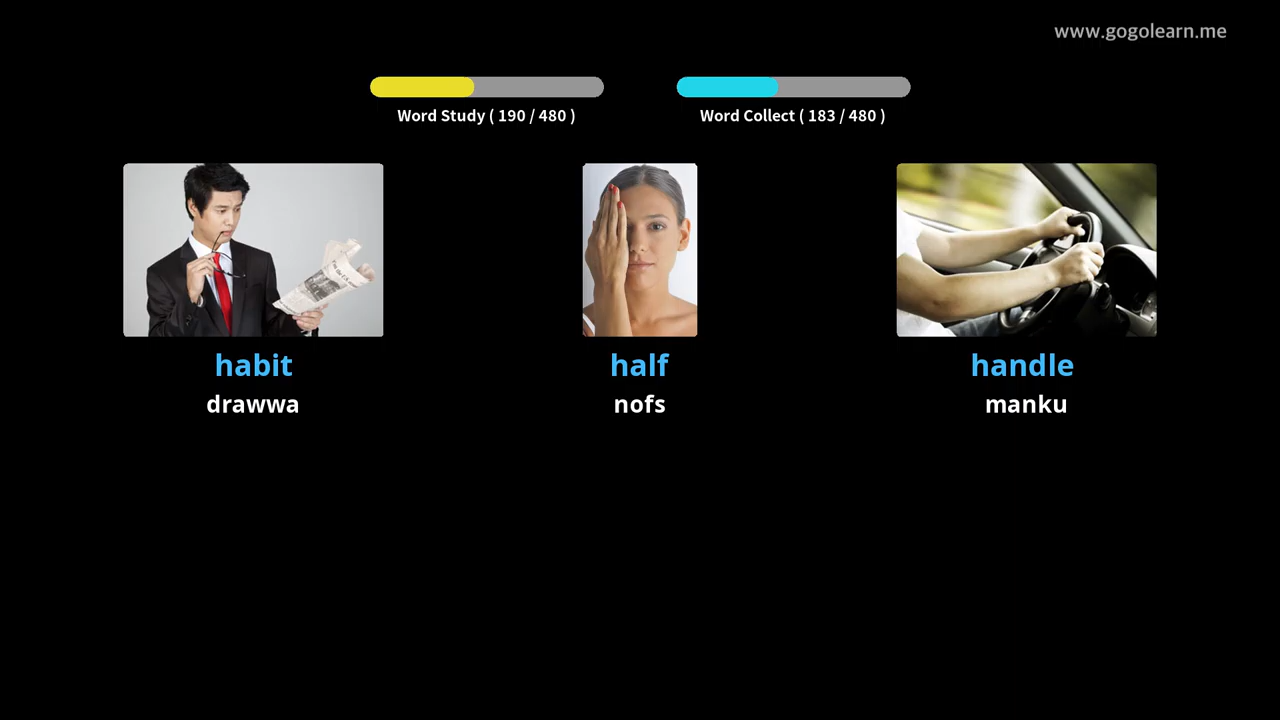 www.gogolearn.me
Word Study ( 190 / 480 )
Word Collect ( 183 / 480 )
habit
half
handle
drawwa
nofs
manku